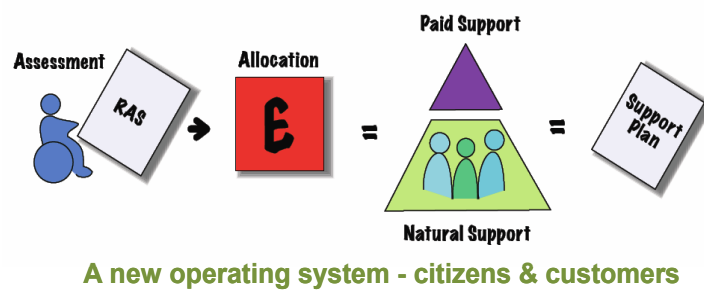 Paid Support
Assessment
Allocation
RAS
£
Support
Plan
=
=
Natural Support
A new operating system - citizens & customers